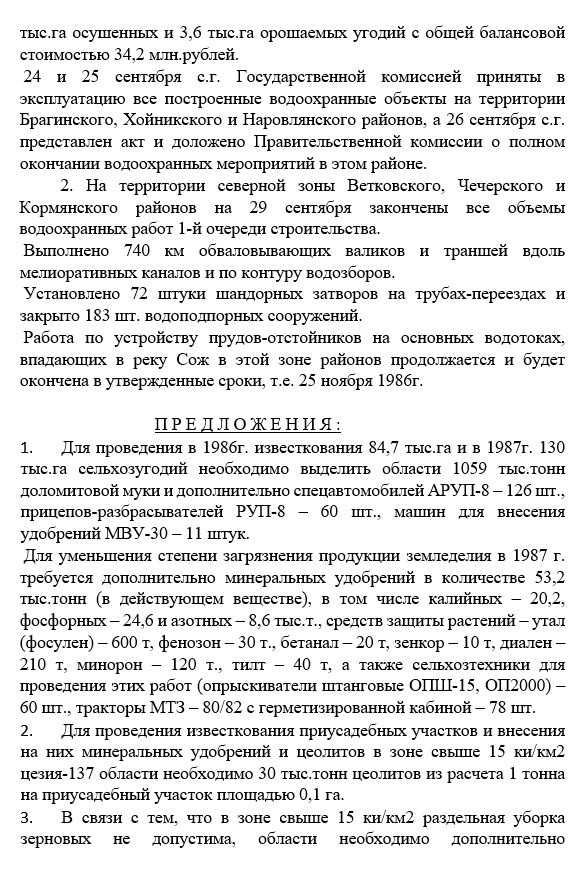 тыс.га осушенных и 3,6 тыс.га орошаемых угодий с общей балансовой
стоимостью 34,2 млн.рублей.
24 и 25 сентября с.г. Государственной комиссией приняты в
эксплуатацию все построенные водоохранные объекты на территории
Брагинского, Хойникского и Наровлянского районов, а 26 сентября с.г.
представлен акт и доложено Правительственной комиссии о полном
окончании водоохранных мероприятий в этом районе.
2. На территории северной зоны Ветковского, Чечерского и
Кормянского районов на 29 сентября закончены все объемы
водоохранных работ 1-й очереди строительства.
Выполнено 740 км обваловывающих валиков и траншей вдоль
мелиоративных каналов и по контуру водозборов.
Установлено 72 штуки шандорных затворов на трубах-переездах и
закрыто 183 шт. водоподпорных сооружений.
Работа по устройству прудов-отстойников на основных водотоках,
впадающих в реку Сож в этой зоне районов продолжается и будет
окончена в утвержденные сроки, т.е. 25 ноября 1986г.
П Р Е Д Л О Ж Е Н И Я :
1. Для проведения в 1986г. известкования 84,7 тыс.га и в 1987г. 130
тыс.га сельхозугодий необходимо выделить области 1059 тыс.тонн
доломитовой муки и дополнительно спецавтомобилей АРУП-8 – 126 шт.,
прицепов-разбрасывателей РУП-8 – 60 шт., машин для внесения
удобрений МВУ-30 – 11 штук.
Для уменьшения степени загрязнения продукции земледелия в 1987 г.
требуется дополнительно минеральных удобрений в количестве 53,2
тыс.тонн (в действующем веществе), в том числе калийных – 20,2,
фосфорных – 24,6 и азотных – 8,6 тыс.т., средств защиты растений – утал
(фосулен) – 600 т, фенозон – 30 т., бетанал – 20 т, зенкор – 10 т, диален –
210 т, минорон – 120 т., тилт – 40 т, а также сельхозтехники для
проведения этих работ (опрыскиватели штанговые ОПШ-15, ОП2000) –
60 шт., тракторы МТЗ – 80/82 с герметизированной кабиной – 78 шт.
2. Для проведения известкования приусадебных участков и внесения
на них минеральных удобрений и цеолитов в зоне свыше 15 ки/км2
цезия-137 области необходимо 30 тыс.тонн цеолитов из расчета 1 тонна
на приусадебный участок площадью 0,1 га.
3. В связи с тем, что в зоне свыше 15 ки/км2 раздельная уборка
зерновых не допустима, области необходимо дополнительно